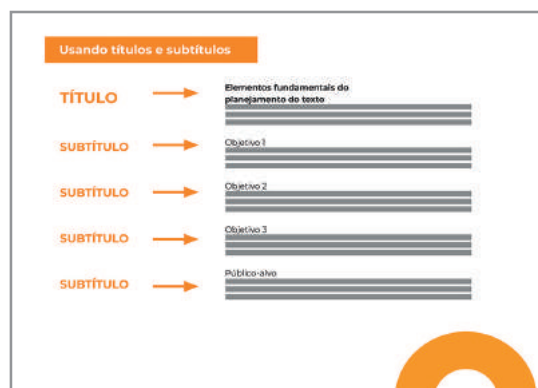 Usando títulos e subtítulos
TÍTULO
Elementos fundamentais do
planejamento do texto
SUBTÍTULO
Objetivo 1
SUBTÍTULO
Objetivo 2
SUBTÍTULO
Objetivo 3
SUBTÍTULO
Público-alvo